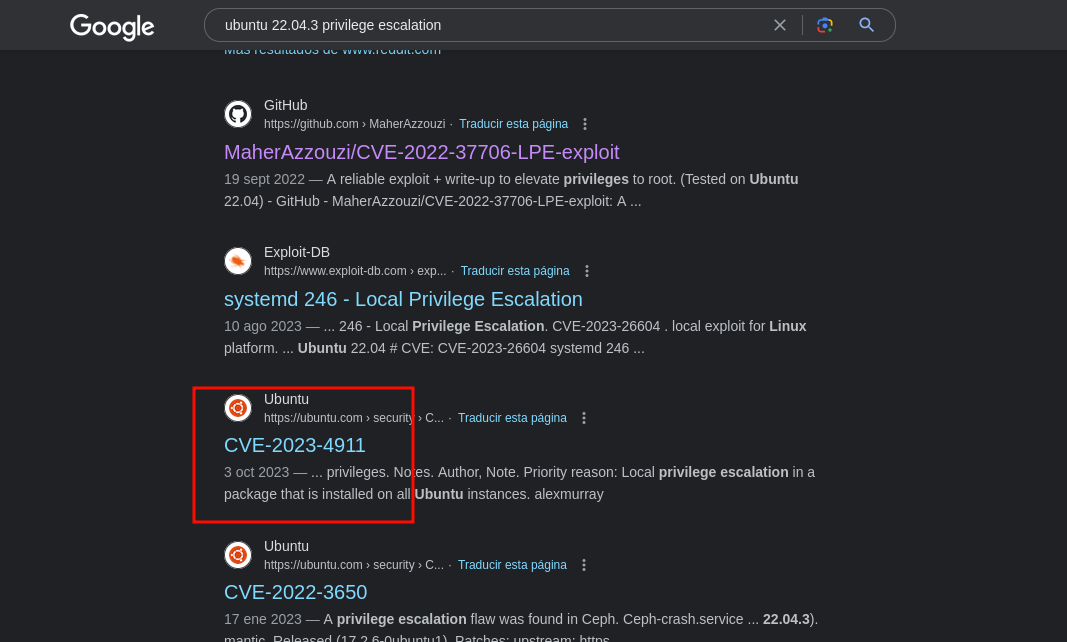 Google
ubuntu 22.04.3 privilege escalation
Más resultados de www.reddit.com
GitHub
https://github.com › MaherAzzouzi · Traducir esta página
MaherAzzouzi/CVE-2022-37706-LPE-exploit
19 sept 2022 — A reliable exploit + write-up to elevate privileges to root. (Tested on Ubuntu
22.04) - GitHub - MaherAzzouzi/CVE-2022-37706-LPE-exploit: A ...
Exploit-DB
https://www.exploit-db.com › exp... · Traducir esta página
systemd 246 - Local Privilege Escalation
10 ago 2023 — ... 246 - Local Privilege Escalation. CVE-2023-26604 . local exploit for Linux
platform. ... Ubuntu 22.04 # CVE: CVE-2023-26604 systemd 246 ...
Ubuntu
https://ubuntu.com › security › C... · Traducir esta página
CVE-2023-4911
3 oct 2023 — ... privileges. Notes. Author, Note. Priority reason: Local privilege escalation in a
package that is installed on all Ubuntu instances. alexmurray
Ubuntu
https://ubuntu.com › security › C... · Traducir esta página
CVE-2022-3650
17 ene 2023 — A privilege escalation flaw was found in Ceph. Ceph-crash.service ... 22.04.3).
mantic, Released (17.2.6-0ubuntu1). Patches: upstream: https